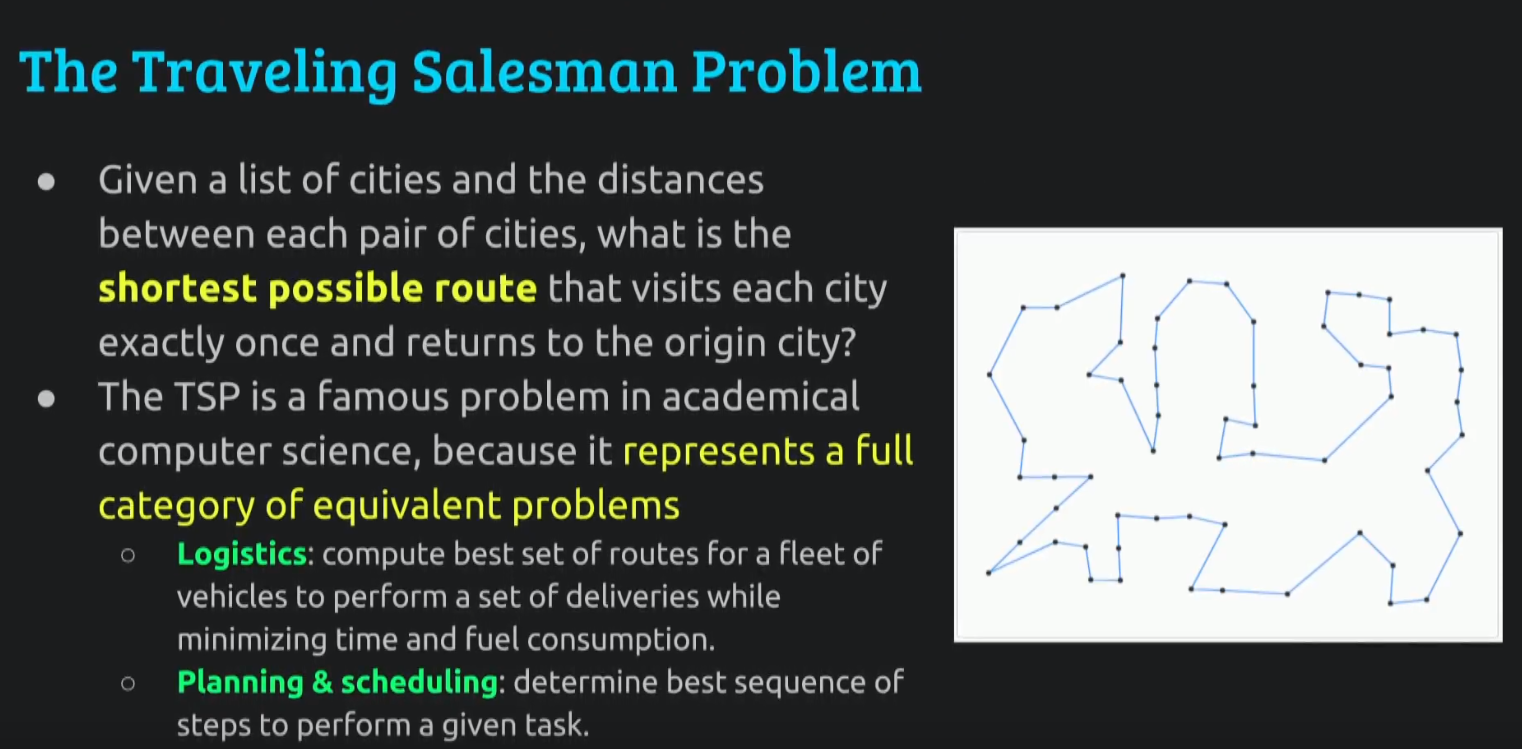 The Traveling Salesman Problem
● Given a list of cities and the distances
between each pair of cities, what is the
shortest possible route that visits each city
exactly once and returns to the origin city?
● The TSP is a famous problem in academical
computer science, because it represents a full
category of equivalent problems
○ Logistics: compute best set of routes for a fleet of
vehicles to perform a set of deliveries while
minimizing time and fuel consumption.
○ Planning & scheduling: determine best sequence of
steps to perform a given task.